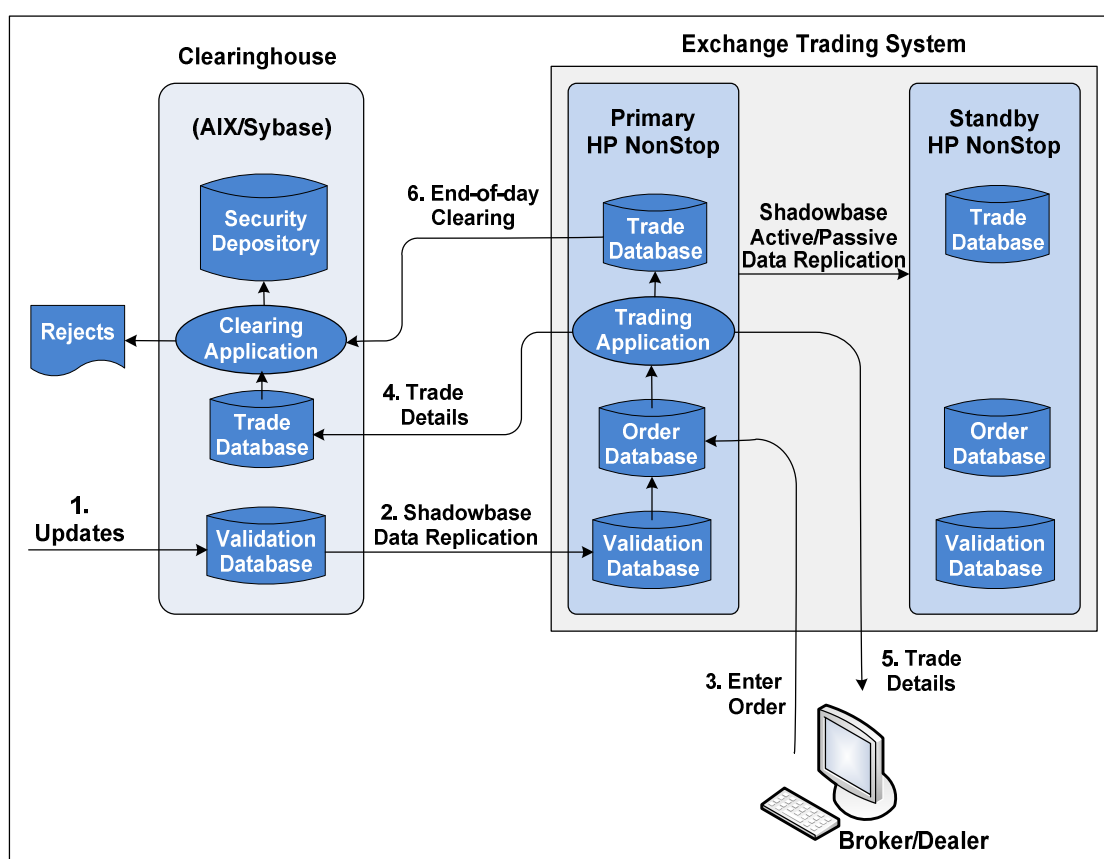 Exchange Trading System
Clearinghouse
(AIX/Sybase)
Security
Depository
Rejects
Clearing
Application
Trade
Database
1.
Updates
Validation
Database
6. End-of-day
Clearing
4. Trade
Details
2. Shadowbase
Data Replication
Primary
HP NonStop
Trade
Database
Trading
Application
Order
Database
Validation
Database
Shadowbase
Active/Passive
Data Replication
Standby
HP NonStop
Trade
Database
Order
Database
Validation
Database
3. Enter
Order
5. Trade
Details
Broker/Dealer